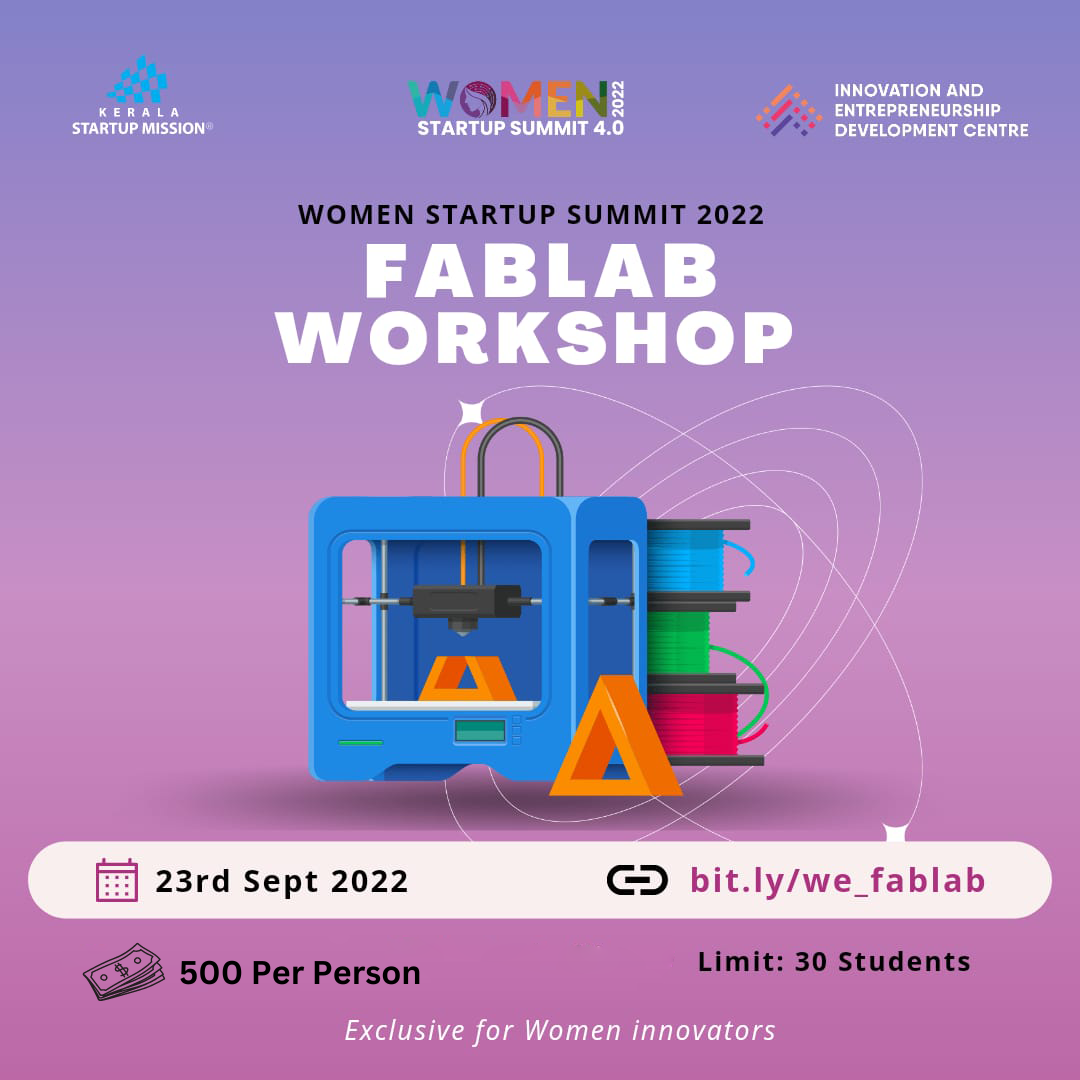 KERALA
STARTUP MISSION®
WOMEN 2022
STARTUP SUMMIT 4.0
INNOVATION AND
ENTREPRENEURSHIP
DEVELOPMENT CENTRE
WOMEN STARTUP SUMMIT 2022
FABLAB
WORKSHOP
23rd Sept 2022
bit.ly/we_fablab
500 Per Person
Limit: 30 Students
Exclusive for Women innovators